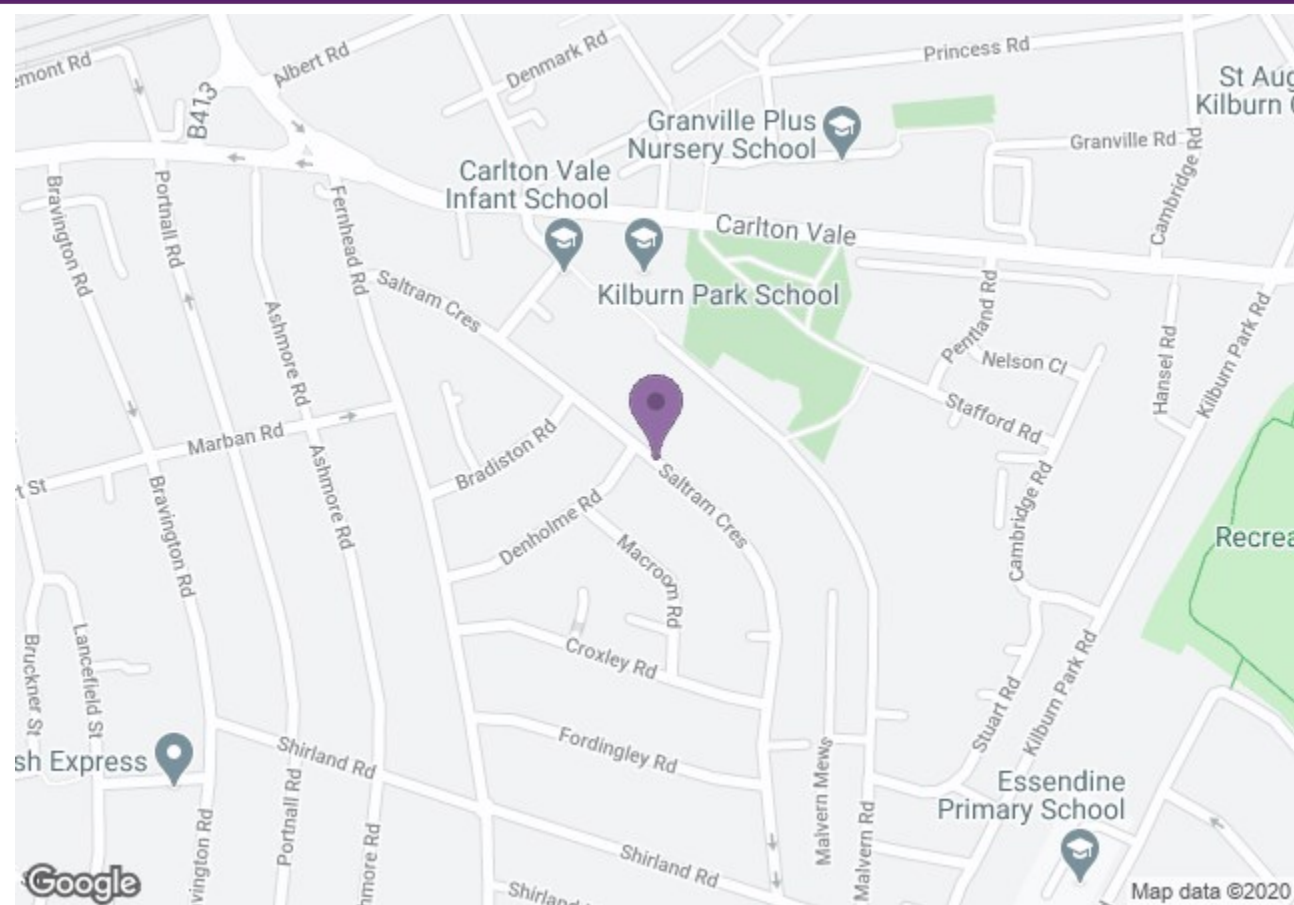 emont Rd
B413
Albert Rd
Denmark Rd
Princess Rd
St Aug
Kilburn
Granville Plus
Nursery School
Granville Rd
Cambridge Rd
Carlton Vale
Infant School
Carlton Vale
Bravington Rd
Portnall Rd
Fernhead Rd
Saltram Cres
Kilburn Park School
Ashmore Rd
Pentland Rd
Nelson Cl
Hansel Rd
Kilburn Park Rd
Stafford Rd
Marban Rd
Bradiston Rd
t St
Ashmore Rd
Bravington Rd
Denholme Rd
Saltram Cres
Cambridge Rd
Recrea
Macroom Rd
Croxley Rd
Bruckner St
Lancefield St
Stuart Rd
Kilburn Park Rd
Fordingley Rd
sh Express
Shirland Rd
Malvern Mews
Essendine
Primary School
Portnall Rd
vington Rd
hmore Rd
Shirland Rd
Malvern Rd
Shirland
Google
Map data ©2020